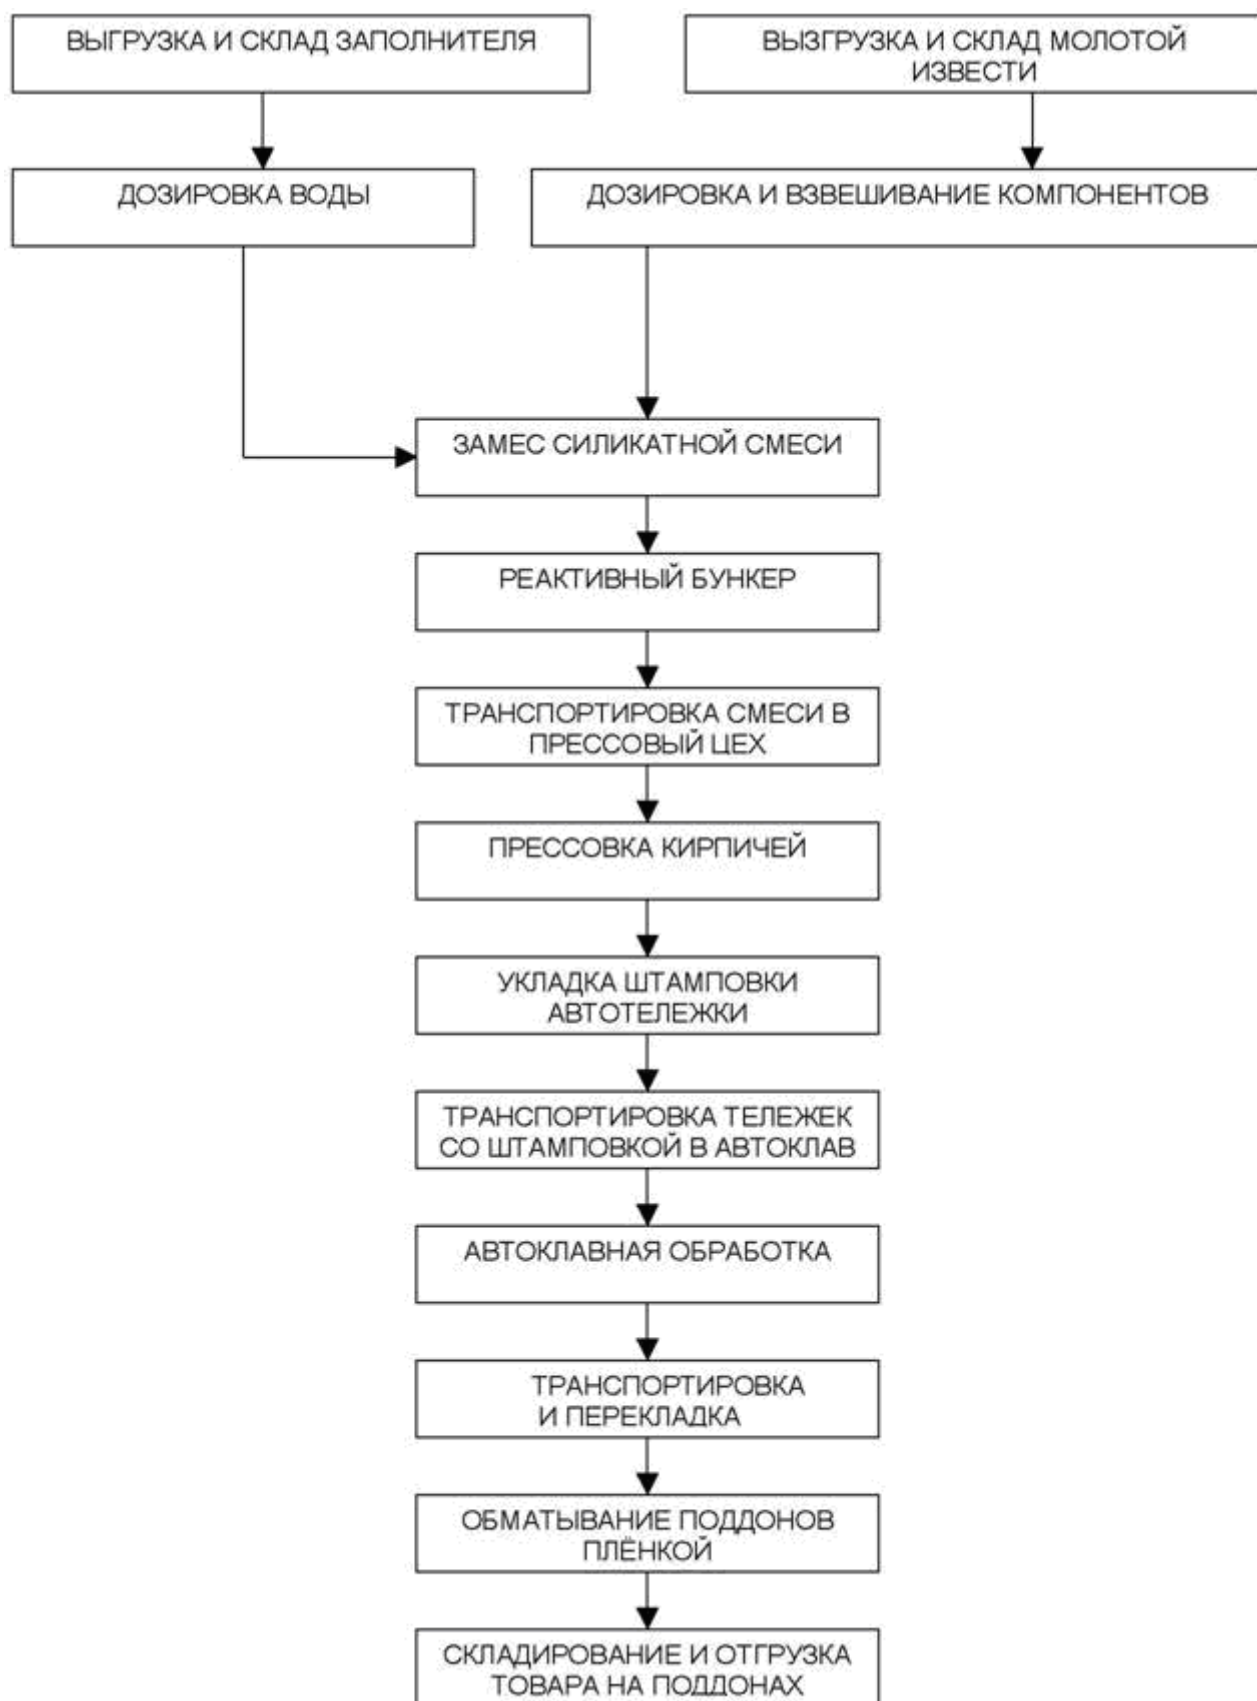 ВЫГРУЗКА И СКЛАД ЗАПОЛНИТЕЛЯ
ВЫЗГРУЗКА И СКЛАД МОЛОТОЙ
ИЗВЕСТИ
ДОЗИРОВКА ВОДЫ
ДОЗИРОВКА И ВЗВЕШИВАНИЕ КОМПОНЕНТОВ
ЗАМЕС СИЛИКАТНОЙ СМЕСИ
РЕАКТИВНЫЙ БУНКЕР
ТРАНСПОРТИРОВКА СМЕСИ В
ПРЕССОВЫЙ ЦЕХ
ПРЕССОВКА КИРПИЧЕЙ
УКЛАДКА ШТАМПОВКИ
АВТОТЕЛЕЖКИ
ТРАНСПОРТИРОВКА ТЕЛЕЖЕК
СО ШТАМПОВКОЙ В АВТОКЛАВ
АВТОКЛАВНАЯ ОБРАБОТКА
ТРАНСПОРТИРОВКА
И ПЕРЕКЛАДКА
ОБМАТЫВАНИЕ ПОДДОНОВ
ПЛЁНКОЙ
СКЛАДИРОВАНИЕ И ОТГРУЗКА
ТОВАРА НА ПОДДОНАХ